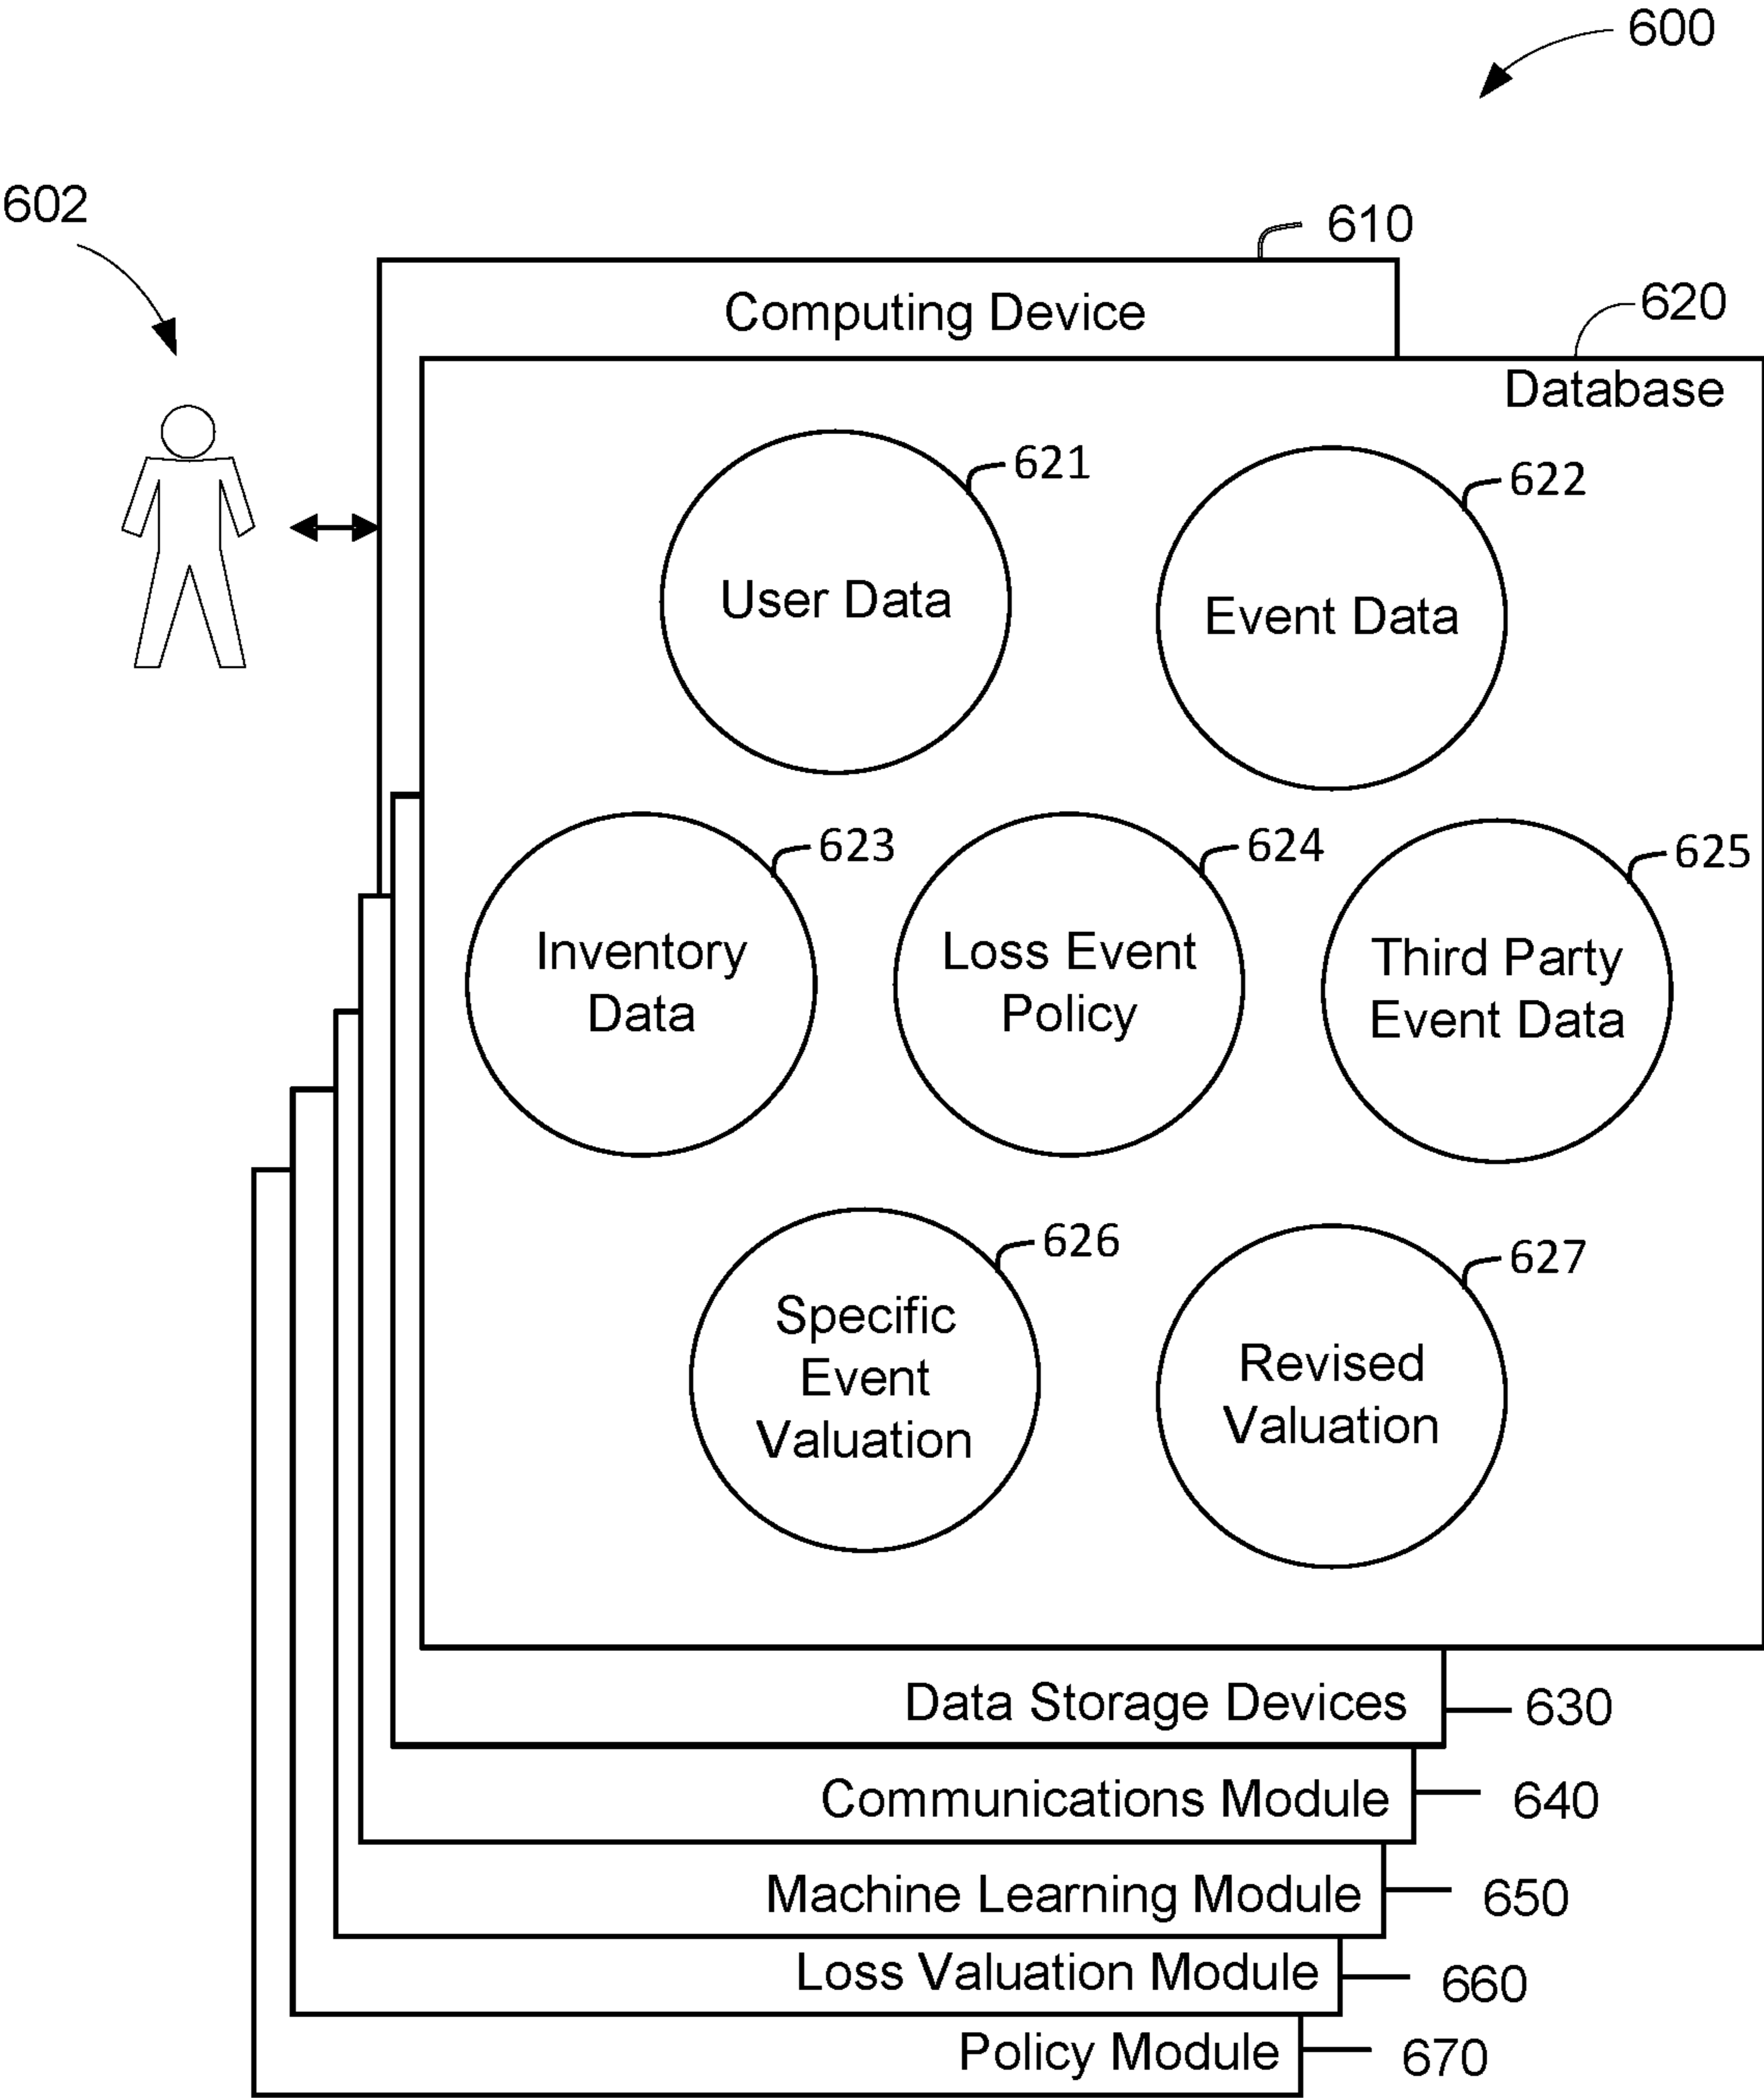 600
602
610
Computing Device
620
Database
621
622
User Data
Event Data
623
624
625
Inventory
Data
Loss Event
Policy
Third Party
Event Data
626
627
Specific
Event
Valuation
Revised
Valuation
Data Storage Devices
630
Communications Module
640
Machine Learning Module
650
Loss Valuation Module
660
Policy Module
670